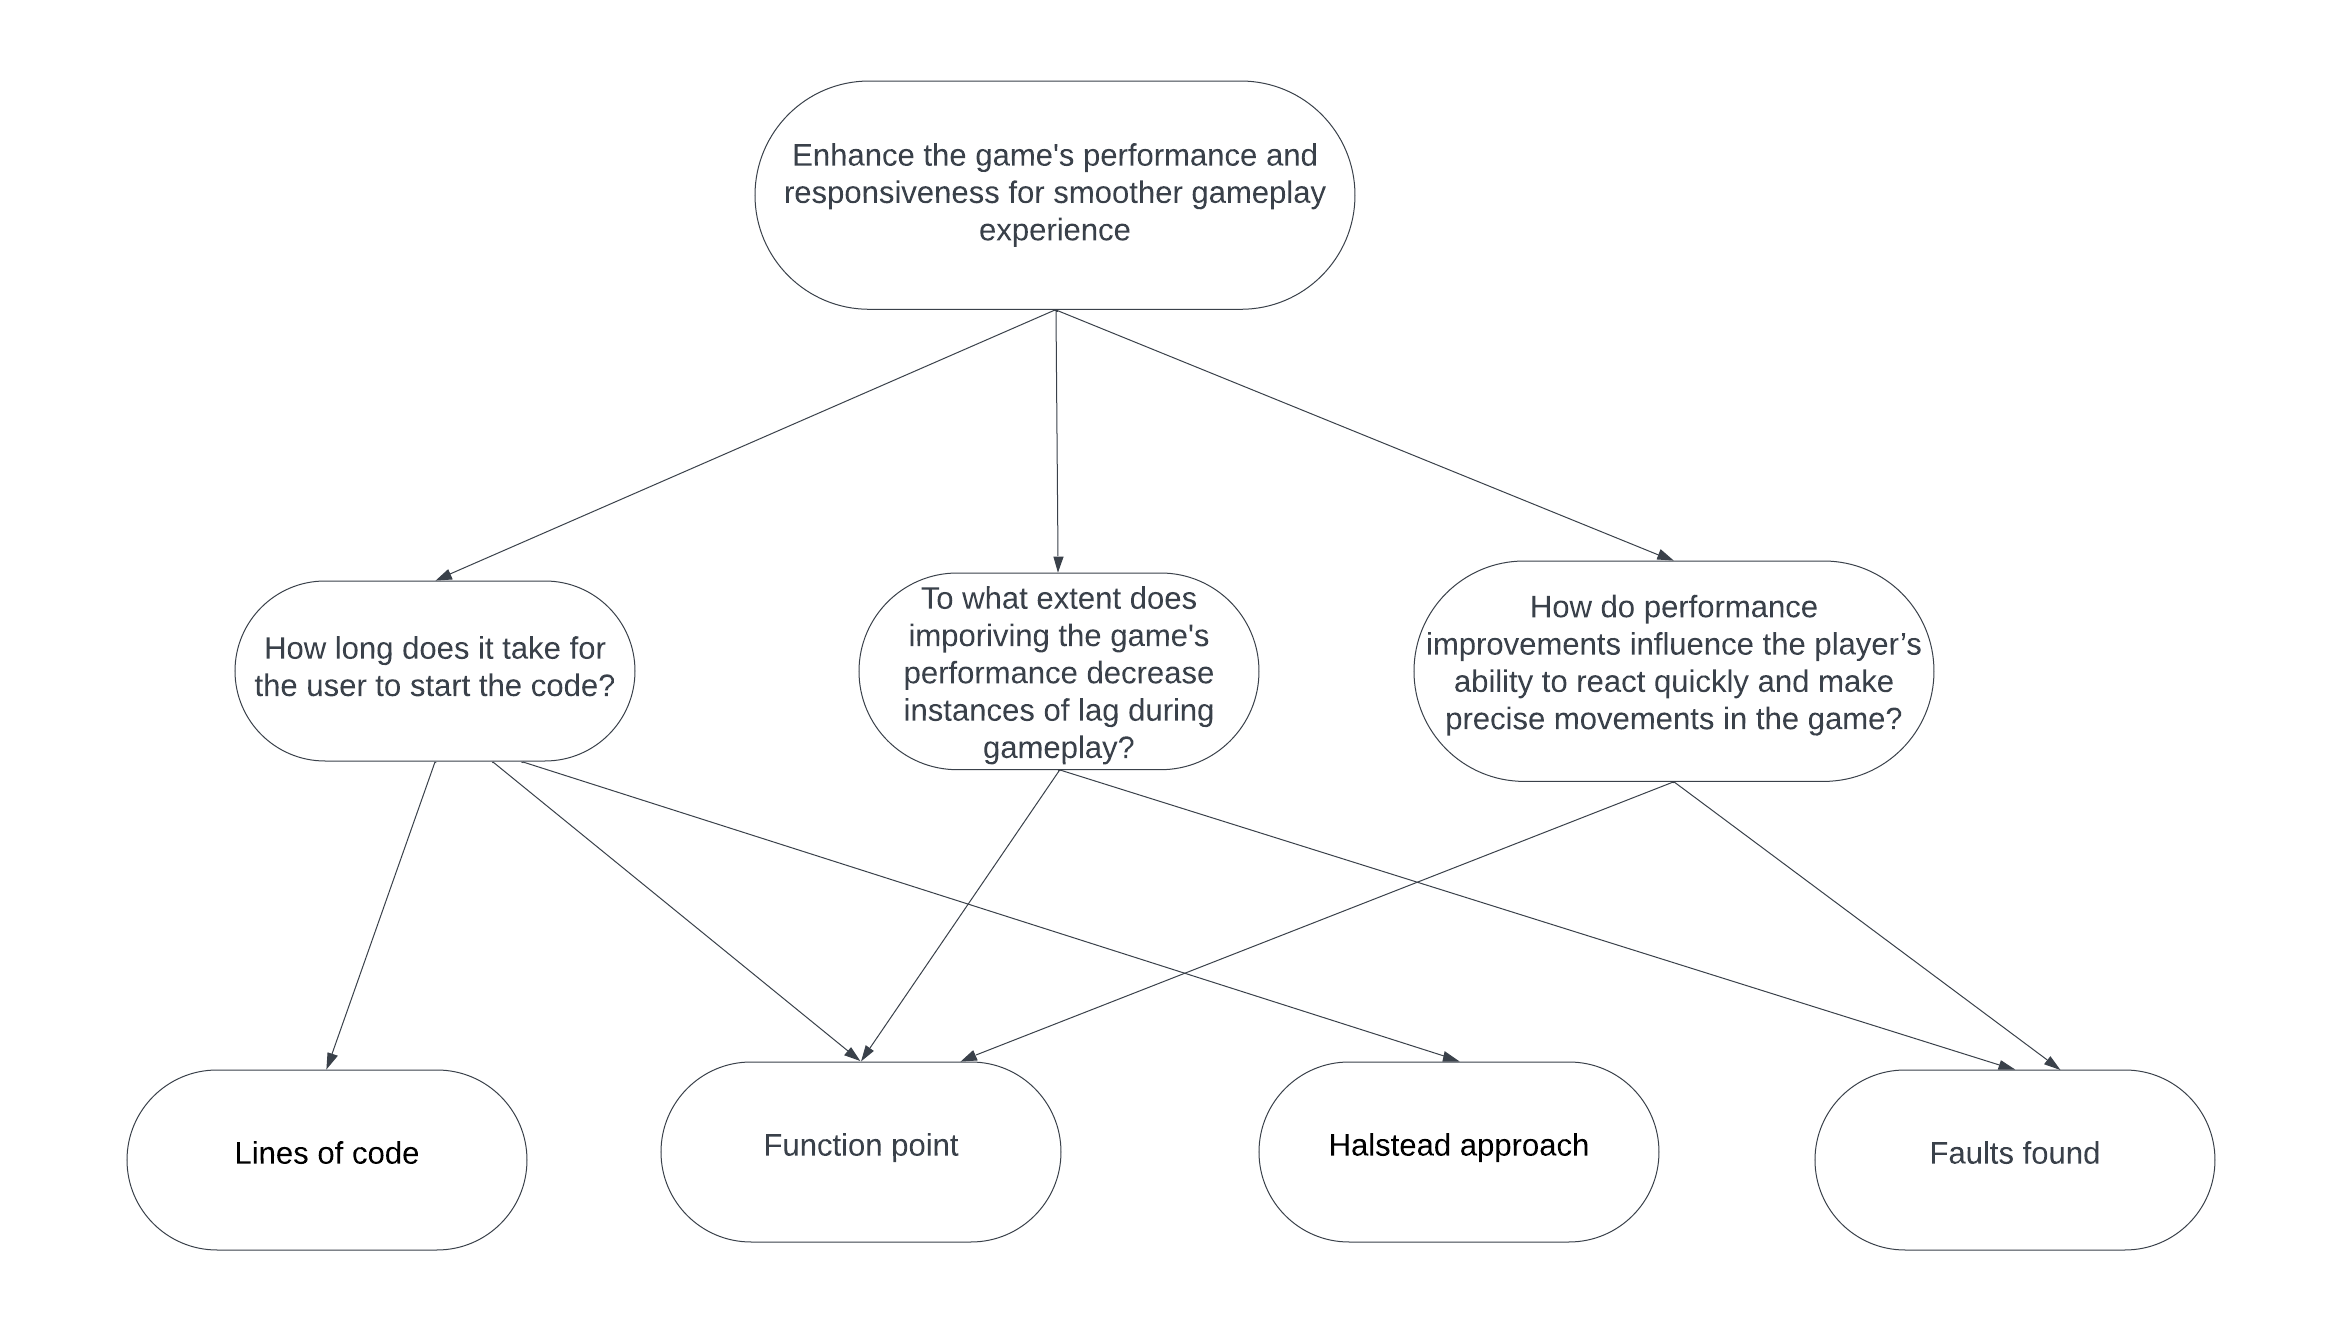 Enhance the game's performance and
responsiveness for smoother gameplay
experience
How long does it take for
the user to start the code?
To what extent does
imporiving the game's
performance decrease
instances of lag during
gameplay?
How do performance
improvements influence the player’s
ability to react quickly and make
precise movements in the game?
Lines of code
Function point
Halstead approach
Faults found